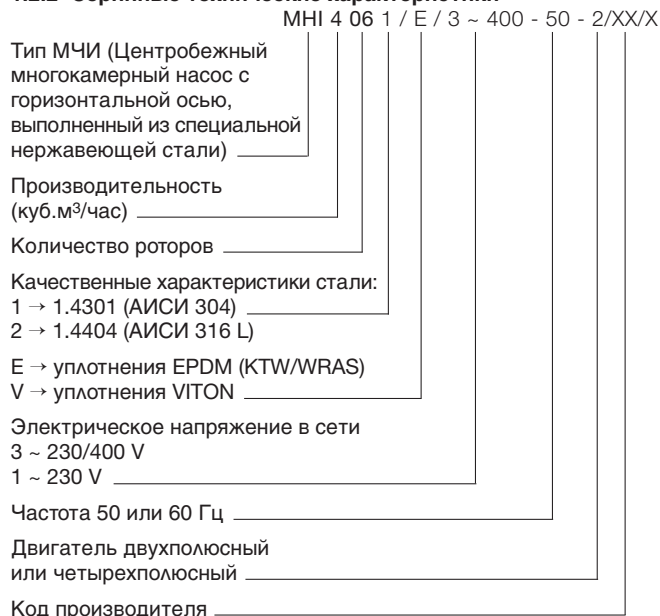 MHI 4 06 1 / E / 3 ~ 400 - 50 - 2/XX/X
Тип МЧИ (Центробежный
многокамерный насос с
горизонтальной осью,
выполненный из специальной
нержавеющей стали)
Производительность
(куб.м³/час)
Количество роторов
Качественные характеристики стали:
1 → 1.4301 (АИСИ 304)
2 → 1.4404 (АИСИ 316 L)
E → уплотнения EPDM (KTW/WRAS)
V → уплотнения VITON
Электрическое напряжение в сети
3 ~ 230/400 V
1 ~ 230 V
Частота 50 или 60 Гц
Двигатель двухполюсный
или четырехполюсный
Код производителя